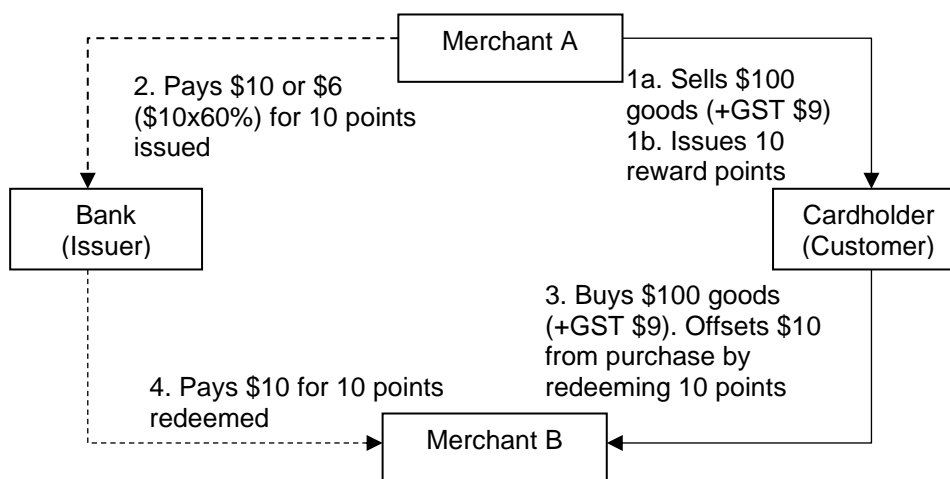 Merchant A
2. Pays $10 or $6
($10x60%) for 10 points
issued
1a. Sells $100
goods (+GST $9)
1b. Issues 10
reward points
Bank
(Issuer)
Cardholder
(Customer)
3. Buys $100 goods
(+GST $9). Offsets $10
from purchase by
redeeming 10 points
4. Pays $10 for 10 points
redeemed
Merchant B